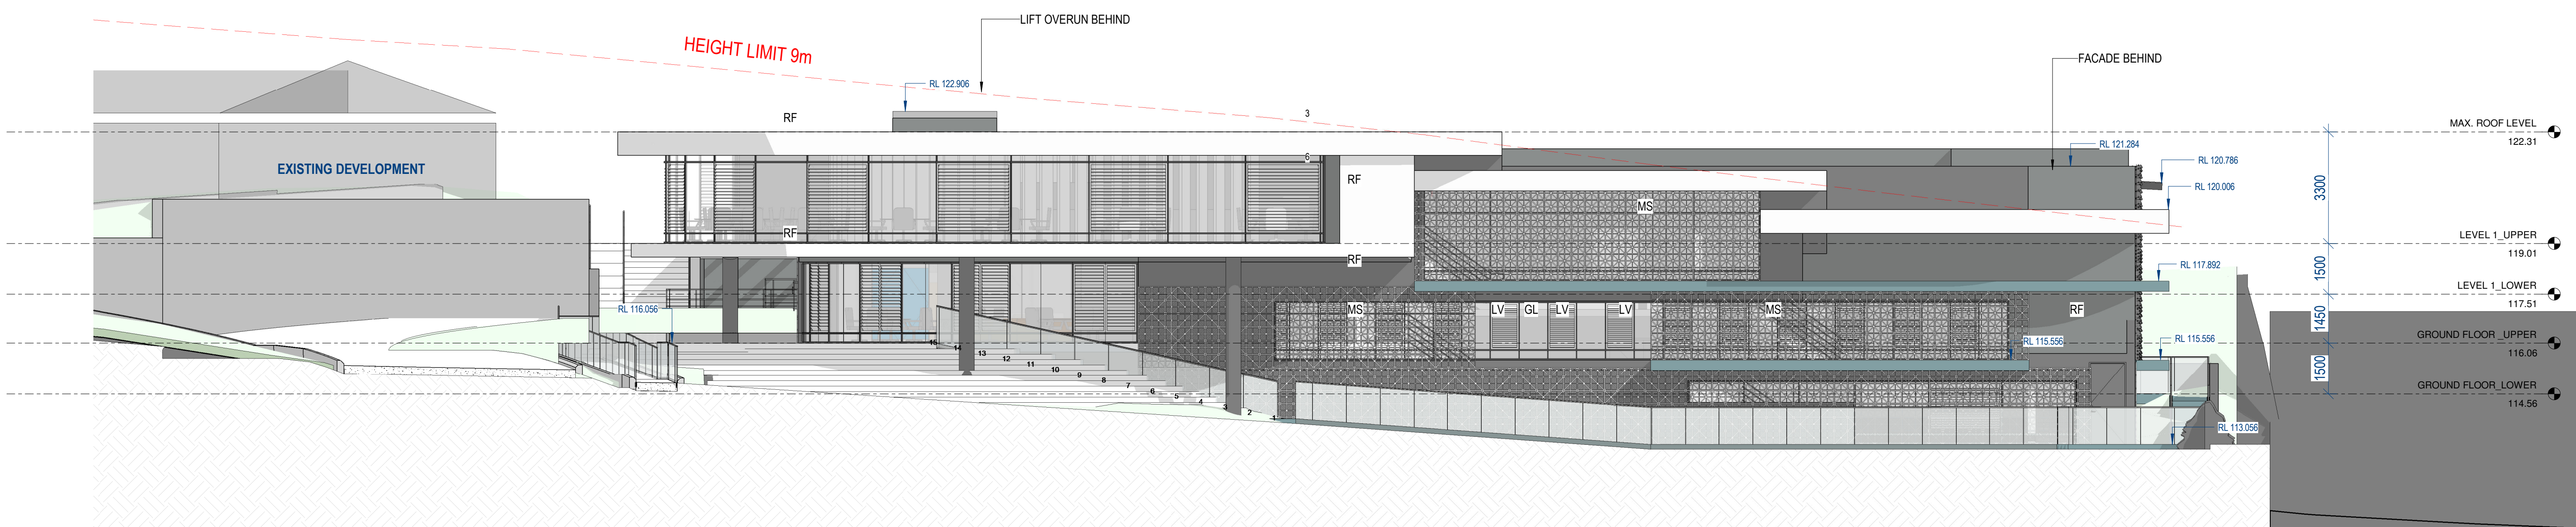 LIFT OVERUN BEHIND
HEIGHT LIMIT 9m
FACADE BEHIND
RL 122.906
RF
3
MAX. ROOF LEVEL
122.31
RL 121.284
6
RL 120.786
EXISTING DEVELOPMENT
RF
RL 120.006
3300
MS
RF
LEVEL 1_UPPER
119.01
RF
RL 117.892
1500
LEVEL 1_LOWER
117.51
RL 116.056
MS
LV
GL
LV
LV
MS
RF
1450
GROUND FLOOR _UPPER
116.06
RL 115.556
RL 115.556
15
14
13
12
11
10
9
8
7
6
5
4
3
2
1
1500
GROUND FLOOR_LOWER
114.56
RL 113.056